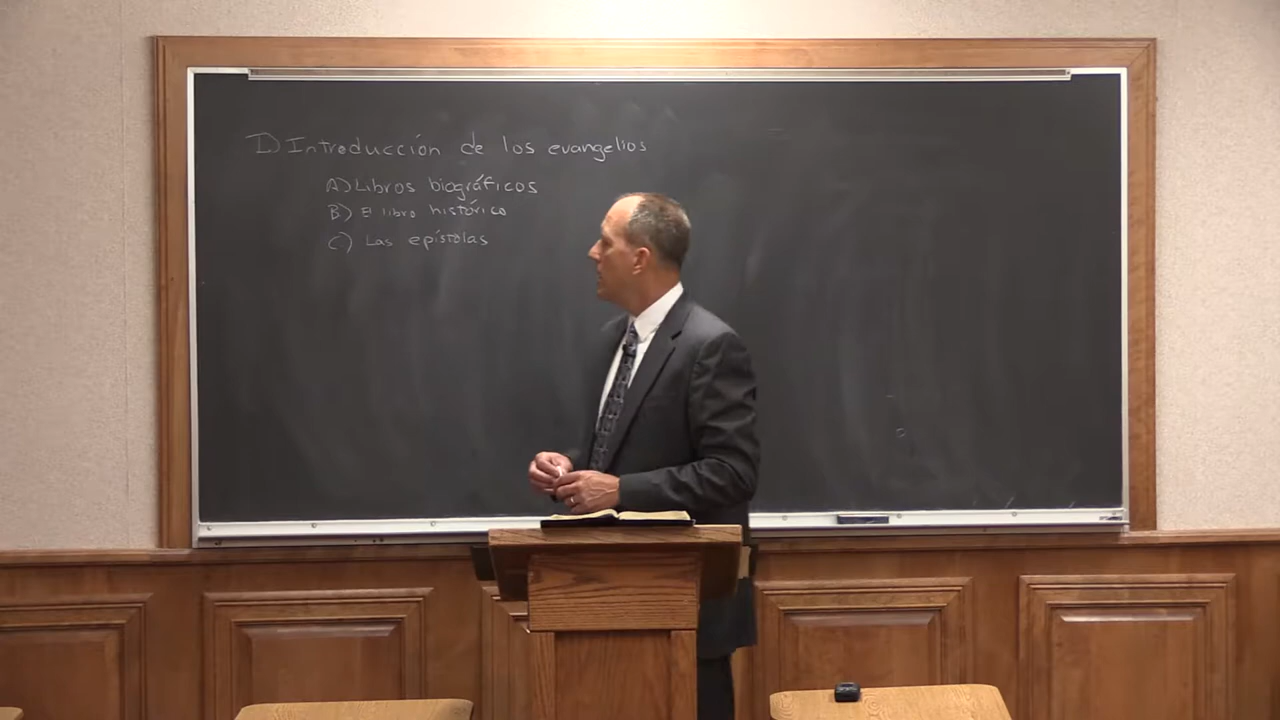 I) Introducción de los evangelios
A) Libros biográficos
B) El libro histórico
C) Las epístolas